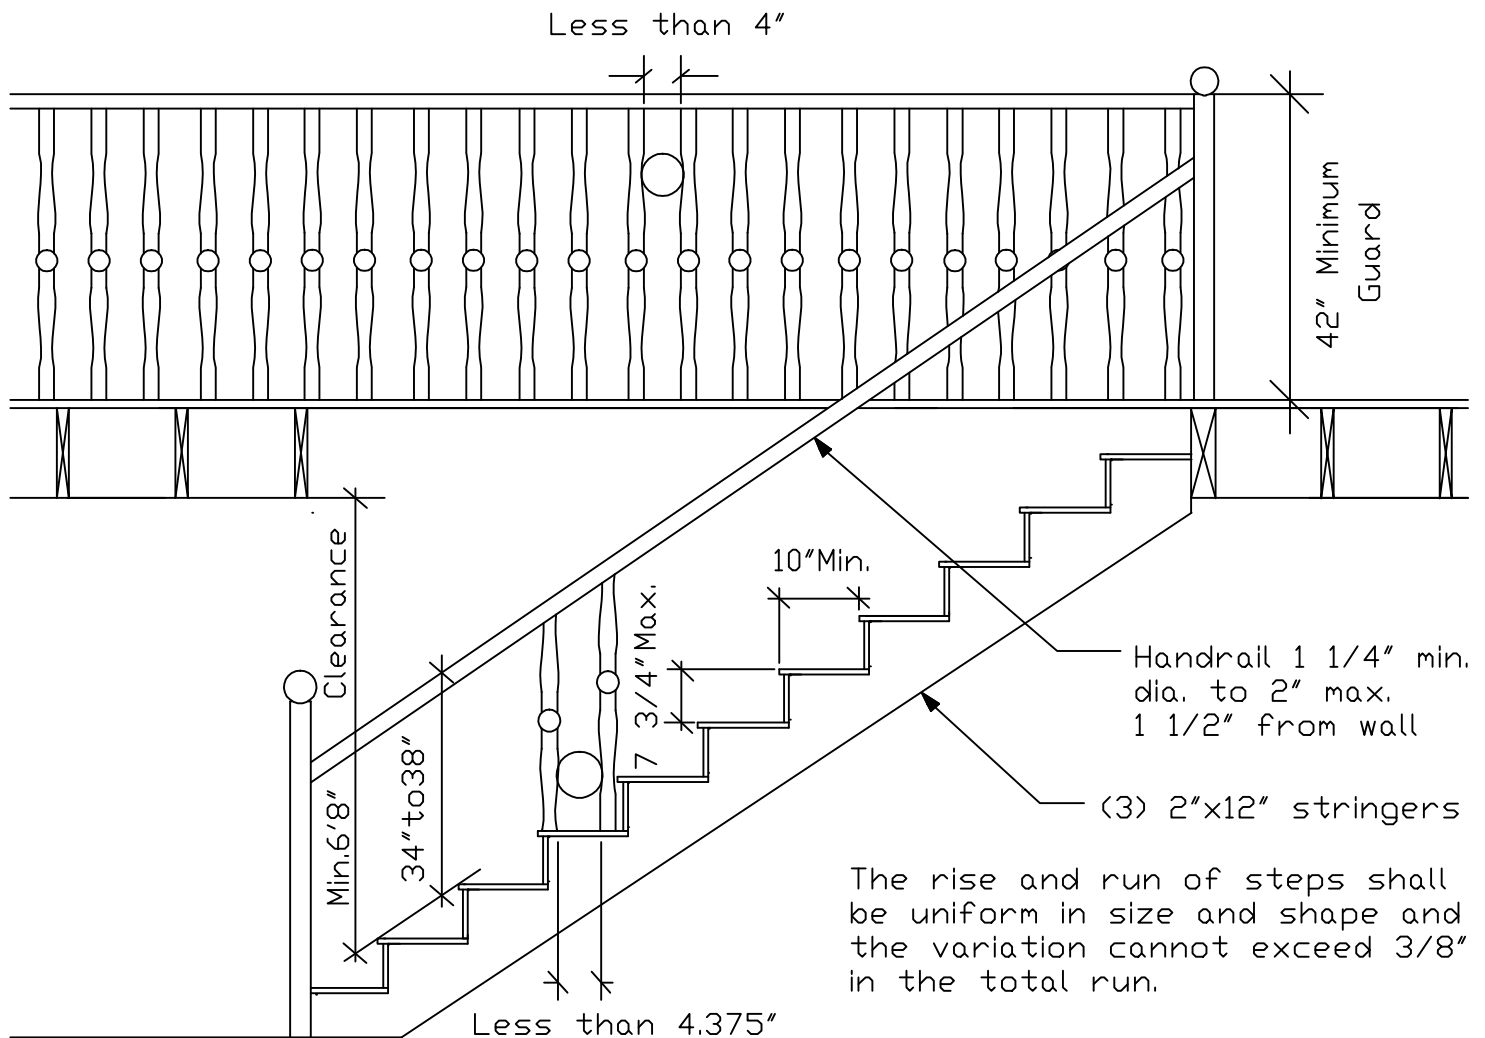 Less than 4"
42" Minimum
Guard
Clearance
Min.6'8"
34"to38"
7 3/4"Max.
10"Min.
Handrail 1 1/4" min.
dia. to 2" max.
1 1/2" from wall
(3) 2"x12" stringers
The rise and run of steps shall
be uniform in size and shape and
the variation cannot exceed 3/8"
in the total run.
Less than 4.375"